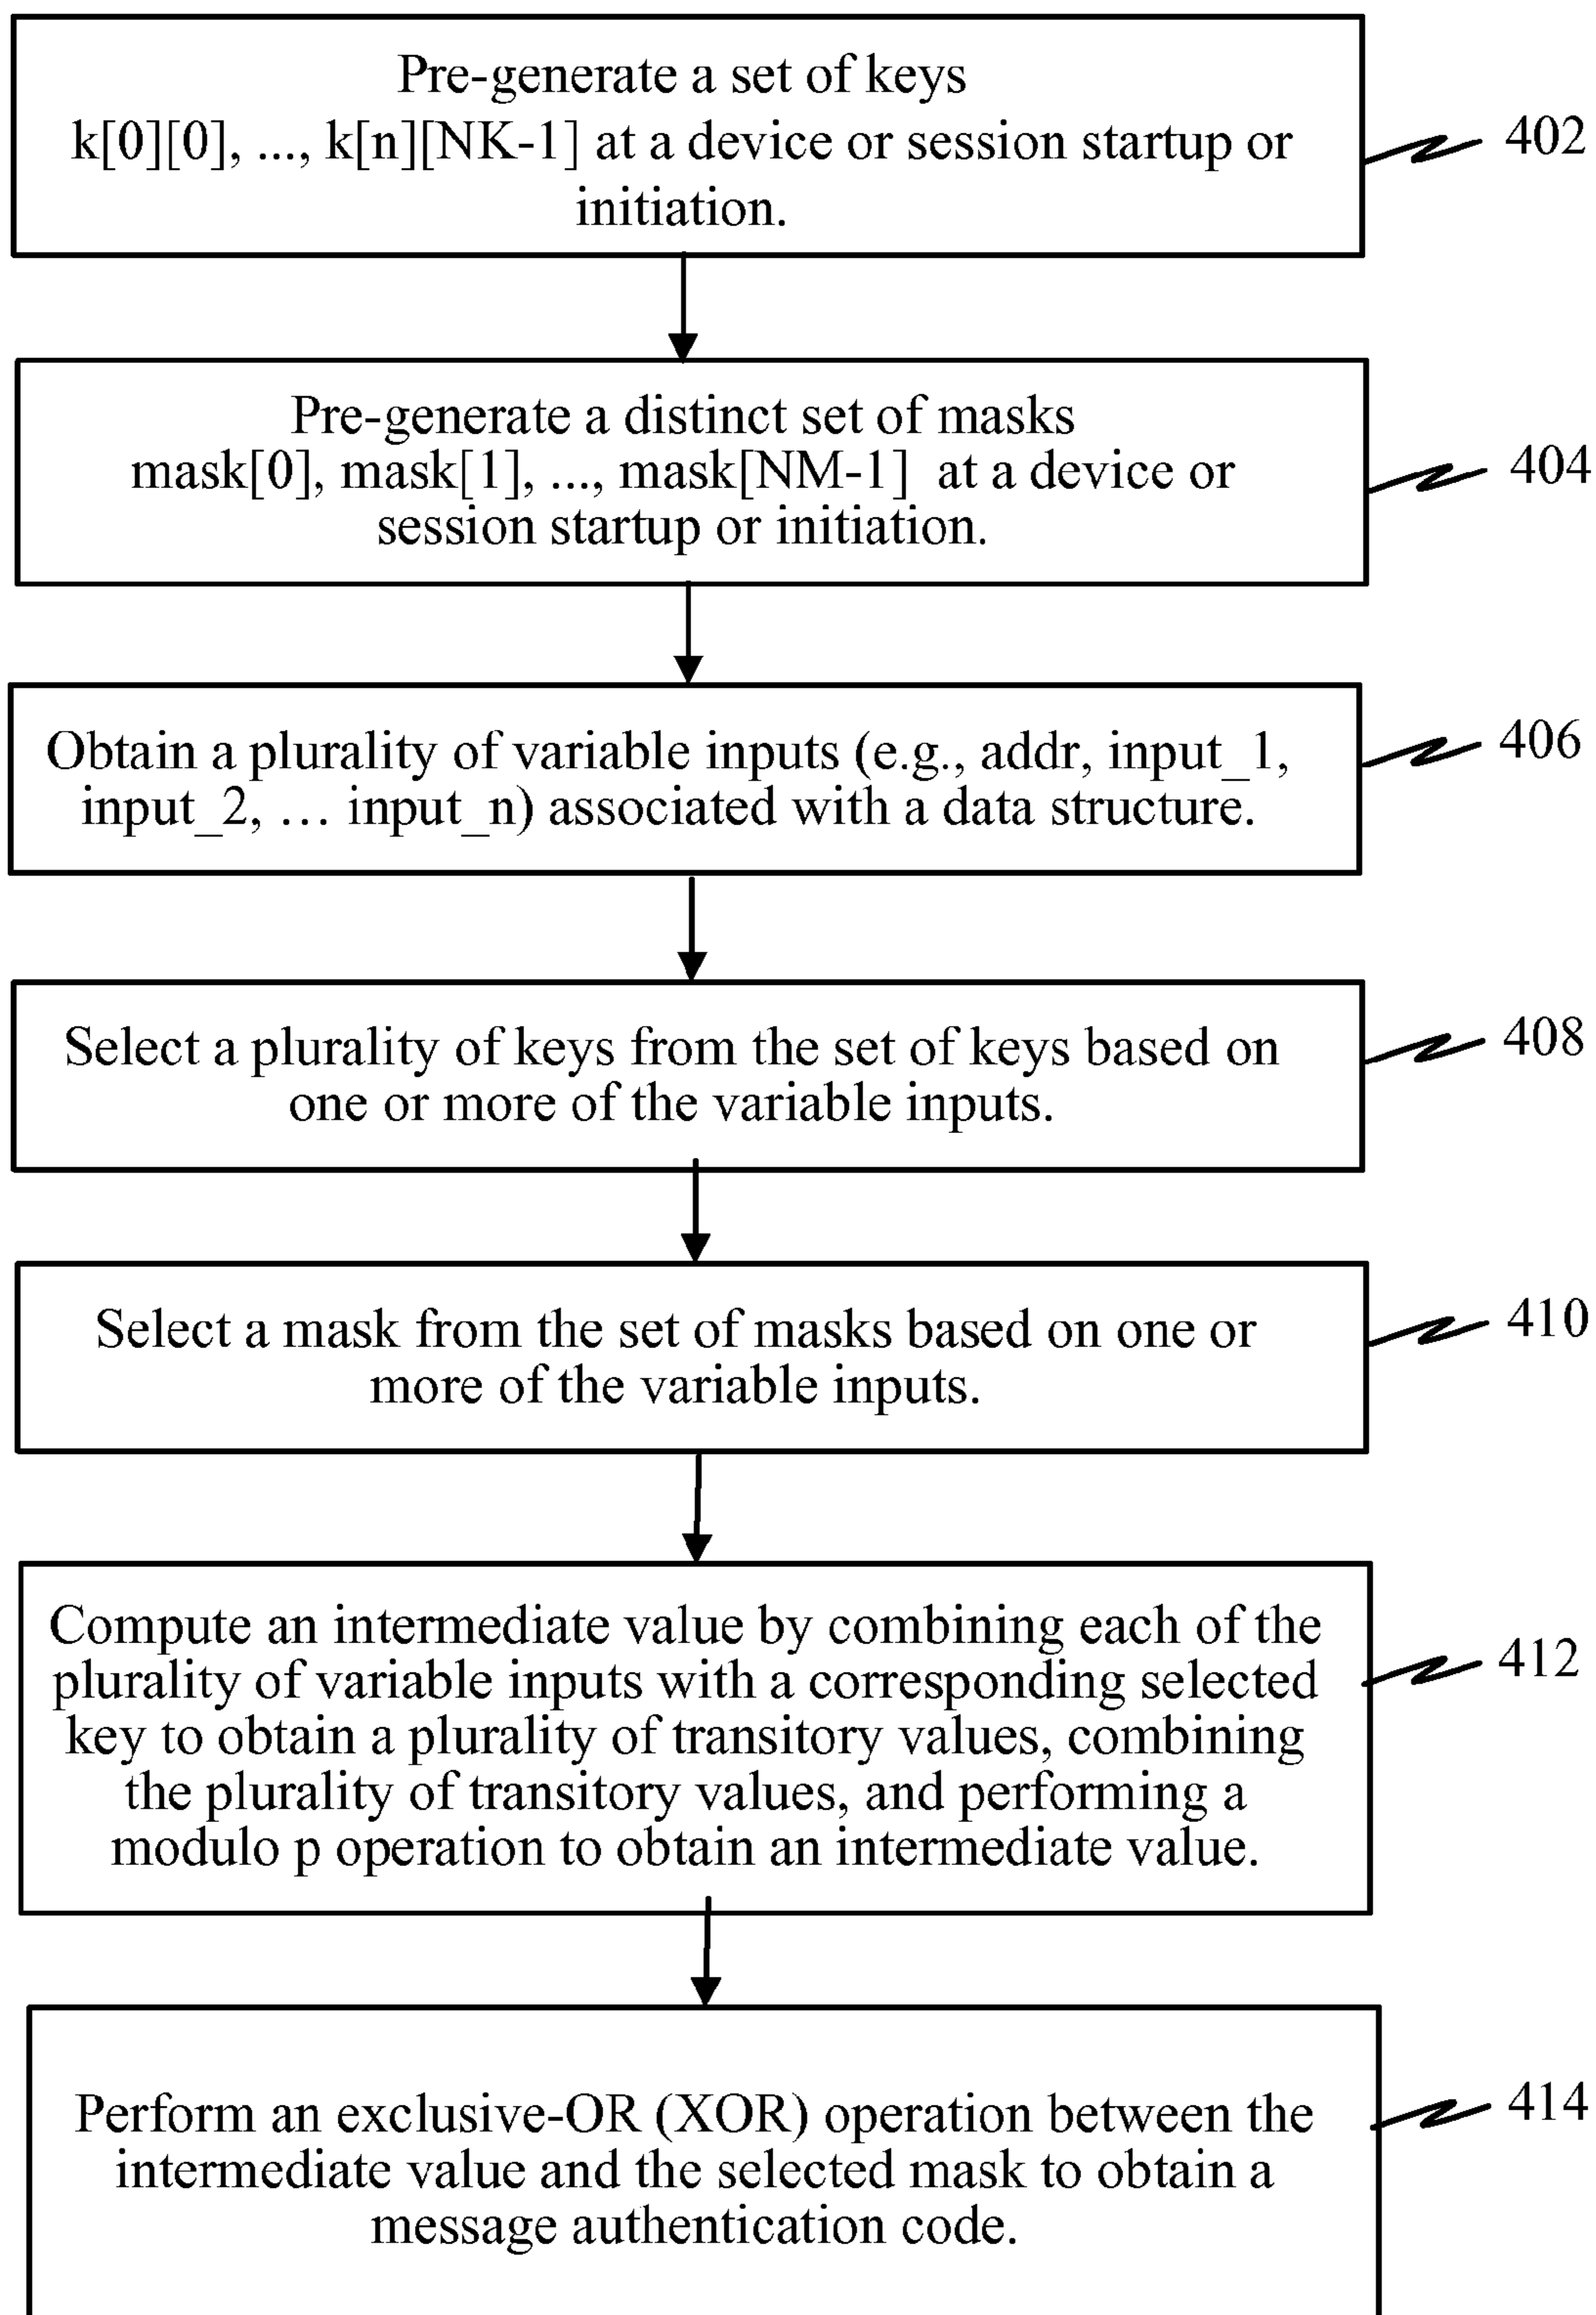 Pre-generate a set of keys
k[0][0], ..., k[n][NK-1] at a device or session startup or
initiation.
402
Pre-generate a distinct set of masks
mask[0], mask[1], ..., mask[NM-1] at a device or
session startup or initiation.
404
Obtain a plurality of variable inputs (e.g., addr, input_1,
input_2, … input_n) associated with a data structure.
406
Select a plurality of keys from the set of keys based on
one or more of the variable inputs.
408
Select a mask from the set of masks based on one or
more of the variable inputs.
410
Compute an intermediate value by combining each of the
plurality of variable inputs with a corresponding selected
key to obtain a plurality of transitory values, combining
the plurality of transitory values, and performing a
modulo p operation to obtain an intermediate value.
412
Perform an exclusive-OR (XOR) operation between the
intermediate value and the selected mask to obtain a
message authentication code.
414